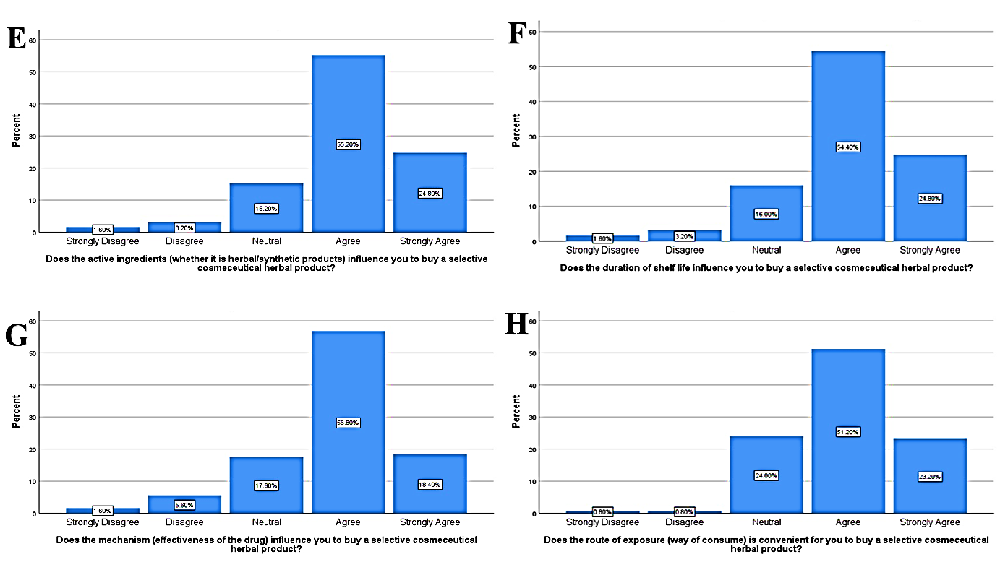 E
60
50
40
30
20
10
0
Percent
1.60%
3.20%
15.20%
55.20%
24.80%
Strongly Disagree Disagree Neutral Agree Strongly Agree
Does the active ingredients (whether it is herbal/synthetic products) influence you to buy a selective
cosmeceutical herbal product?
F
60
50
40
30
20
10
0
Percent
1.60%
3.20%
16.00%
54.40%
24.80%
Strongly Disagree Disagree Neutral Agree Strongly Agree
Does the duration of shelf life influence you to buy a selective cosmeceutical herbal product?
G
60
50
40
30
20
10
0
Percent
1.60%
5.60%
17.60%
56.80%
18.40%
Strongly Disagree Disagree Neutral Agree Strongly Agree
Does the mechanism (effectiveness of the drug) influence you to buy a selective cosmeceutical
herbal product?
H
60
50
40
30
20
10
0
Percent
0.80%
0.80%
24.00%
51.20%
23.20%
Strongly Disagree Disagree Neutral Agree Strongly Agree
Does the route of exposure (way of consume) is convenient for you to buy a selective cosmeceutical
herbal product?